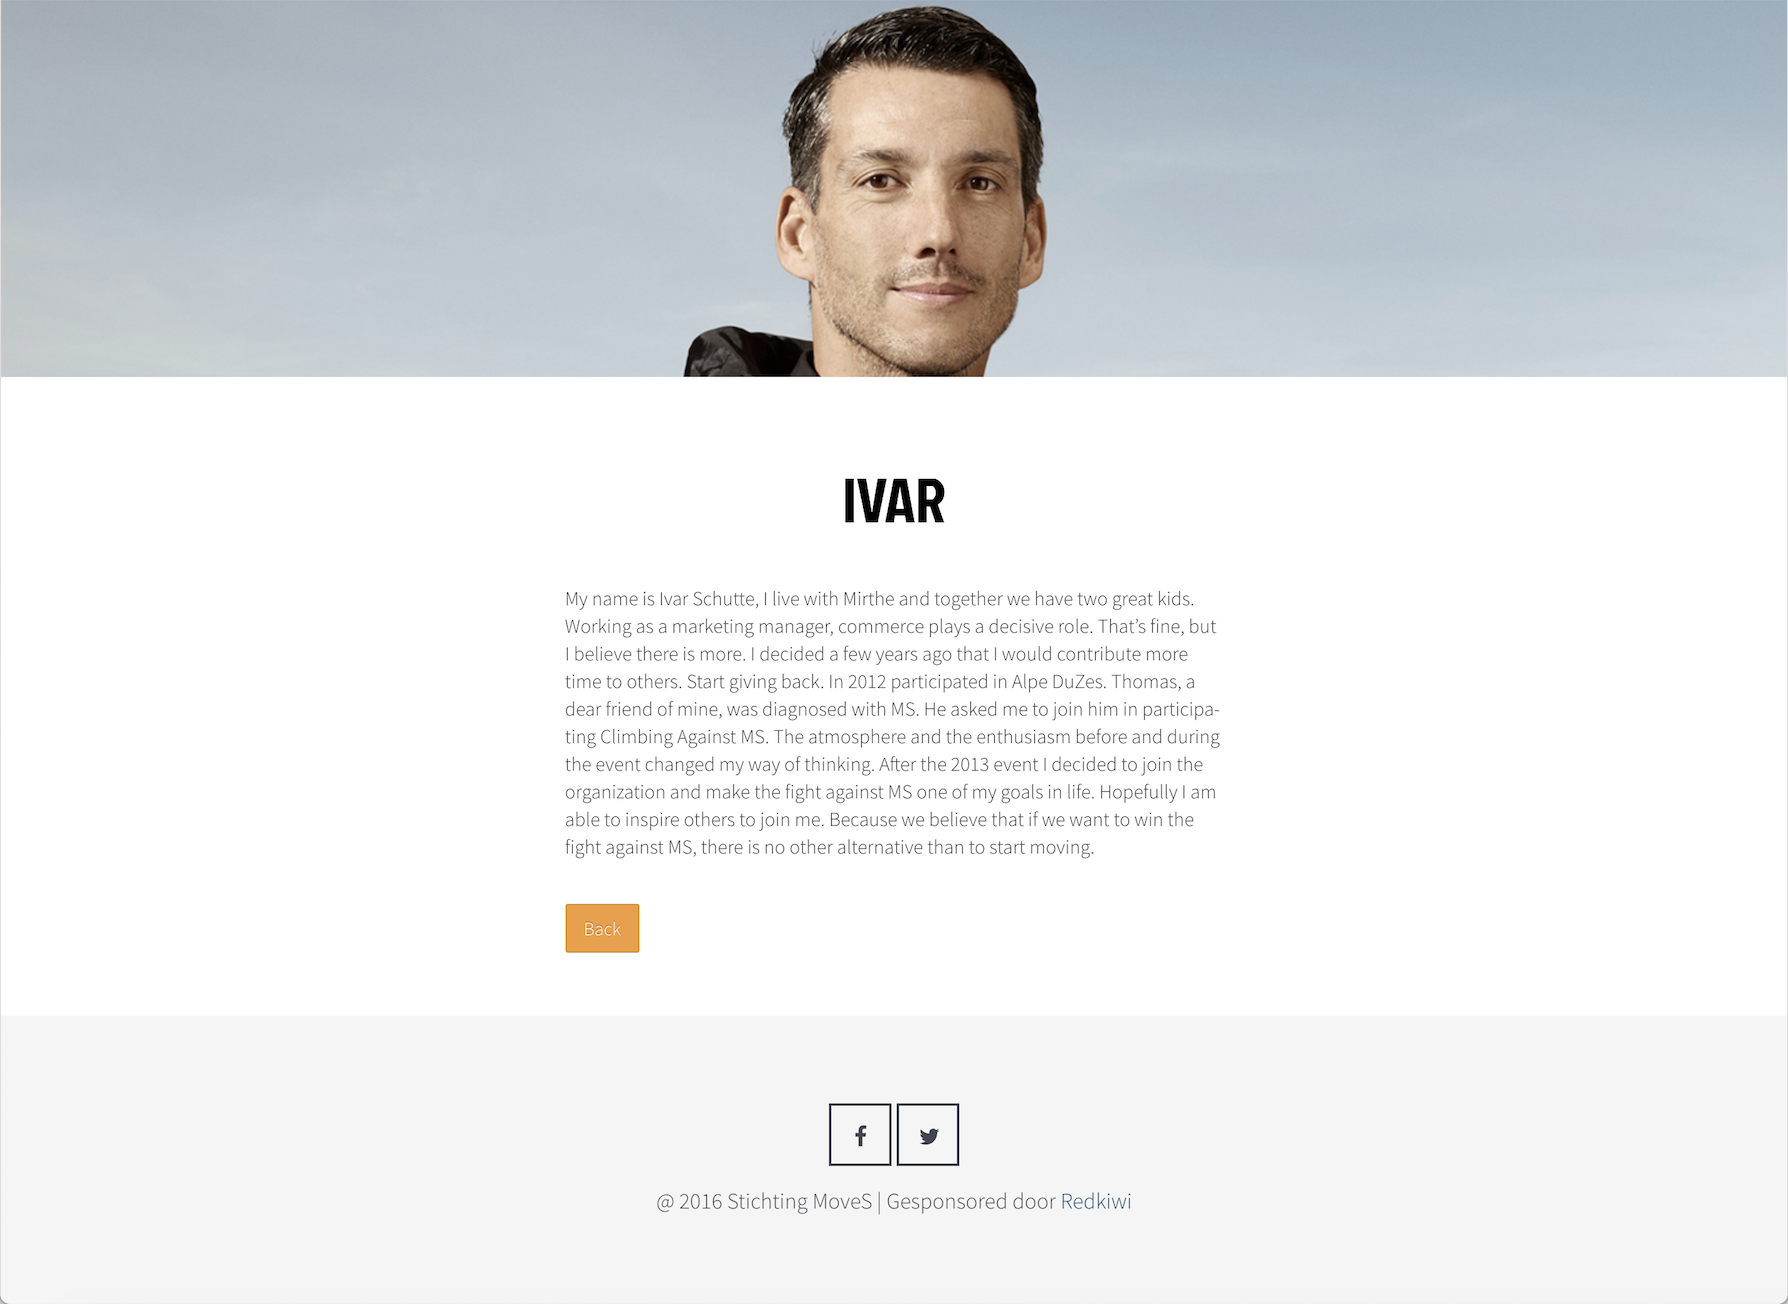 IVAR
My name is Ivar Schutte, I live with Mirthe and together we have two great kids.
Working as a marketing manager, commerce plays a decisive role. That’s fine, but
I believe there is more. I decided a few years ago that I would contribute more
time to others. Start giving back. In 2012 participated in Alpe DuZes. Thomas, a
dear friend of mine, was diagnosed with MS. He asked me to join him in participa-
ting Climbing Against MS. The atmosphere and the enthusiasm before and during
the event changed my way of thinking. After the 2013 event I decided to join the
organization and make the fight against MS one of my goals in life. Hopefully I am
able to inspire others to join me. Because we believe that if we want to win the
fight against MS, there is no other alternative than to start moving.
Back
@ 2016 Stichting MoveS | Gesponsored door Redkiwi